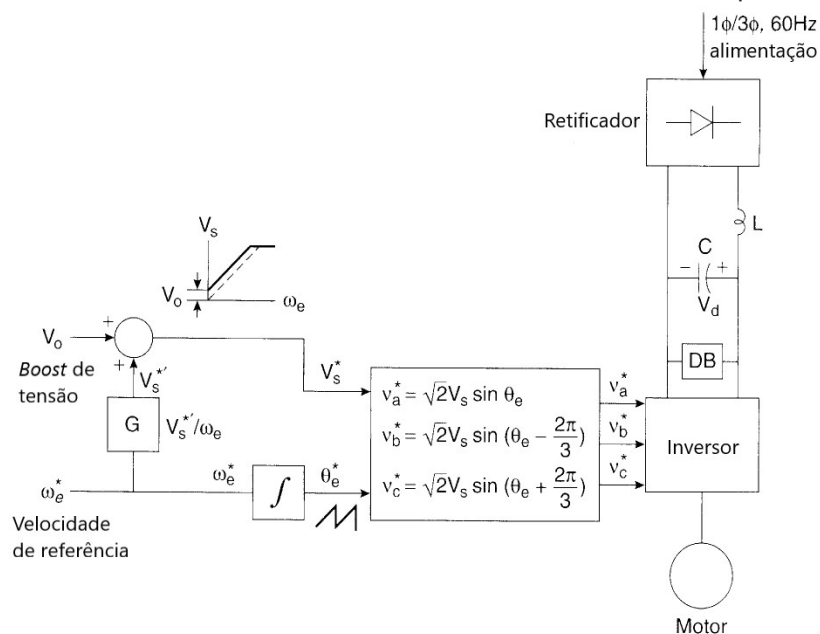 1ϕ/3ϕ, 60Hz
alimentação
Retificador
L
C
− +
V_d
DB
V_s
V_o
ω_e
V_o
+
+
Boost de
tensão
V_s^*'
G
V_s^*'/ω_e
V_s^*
ω_e^*
ω_e^*
∫
θ_e^*
Velocidade
de referência
v_a^* = √2V_s sin θ_e
v_b^* = √2V_s sin (θ_e − 2π/3)
v_c^* = √2V_s sin (θ_e + 2π/3)
v_a^*
v_b^*
v_c^*
Inversor
Motor